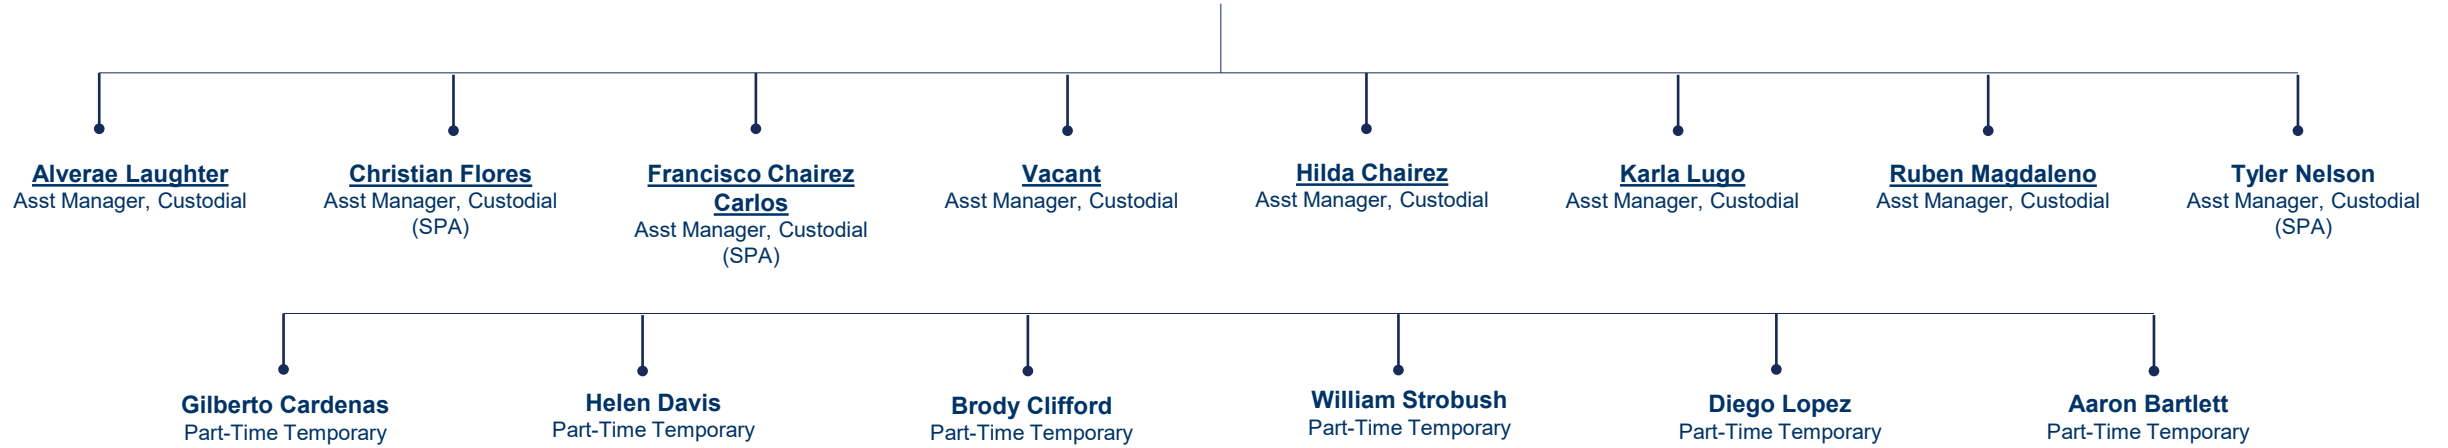 Alverae Laughter
Asst Manager, Custodial
Christian Flores
Asst Manager, Custodial
(SPA)
Francisco Chairez
Carlos
Asst Manager, Custodial
(SPA)
Vacant
Asst Manager, Custodial
Hilda Chairez
Asst Manager, Custodial
Karla Lugo
Asst Manager, Custodial
Ruben Magdaleno
Asst Manager, Custodial
Tyler Nelson
Asst Manager, Custodial
(SPA)
Gilberto Cardenas
Part-Time Temporary
Helen Davis
Part-Time Temporary
Brody Clifford
Part-Time Temporary
William Strobush
Part-Time Temporary
Diego Lopez
Part-Time Temporary
Aaron Bartlett
Part-Time Temporary